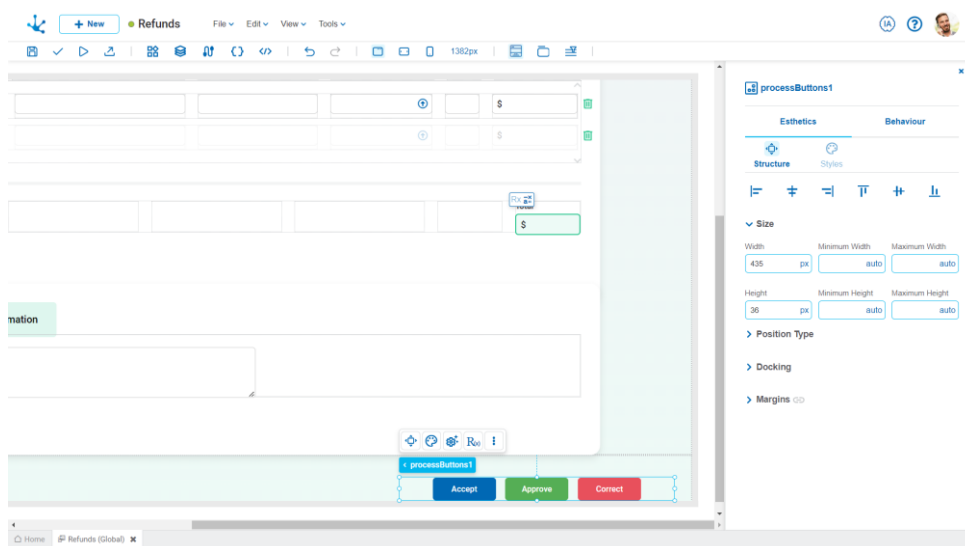 + New
Refunds
File
Edit
View
Tools
IA
?
1382px
processButtons1
Esthetics
Behaviour
Structure
Styles
Size
Width
Minimum Width
Maximum Width
435 px
auto
auto
Height
Minimum Height
Maximum Height
36 px
auto
auto
Position Type
Docking
Margins
$
$
Rx
Total
$
mation
< processButtons1
Accept
Approve
Correct
Home
Refunds (Global)